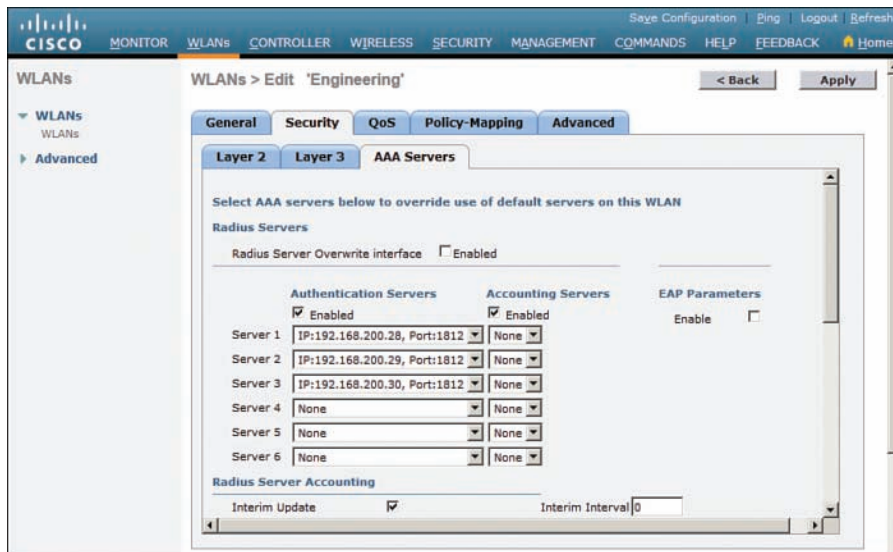 Save Configuration | Ping | Logout | Refresh
CISCO MONITOR WLANs CONTROLLER WIRELESS SECURITY MANAGEMENT COMMANDS HELP FEEDBACK Home
WLANs
WLANs
WLANs
Advanced
WLANs > Edit 'Engineering'
< Back Apply
General Security QoS Policy-Mapping Advanced
Layer 2 Layer 3 AAA Servers
Select AAA servers below to override use of default servers on this WLAN
Radius Servers
Radius Server Overwrite interface Enabled
Authentication Servers Accounting Servers EAP Parameters
Enabled Enabled Enable
Server 1 IP:192.168.200.28, Port:1812 None
Server 2 IP:192.168.200.29, Port:1812 None
Server 3 IP:192.168.200.30, Port:1812 None
Server 4 None None
Server 5 None None
Server 6 None None
Radius Server Accounting
Interim Update Interim Interval 0